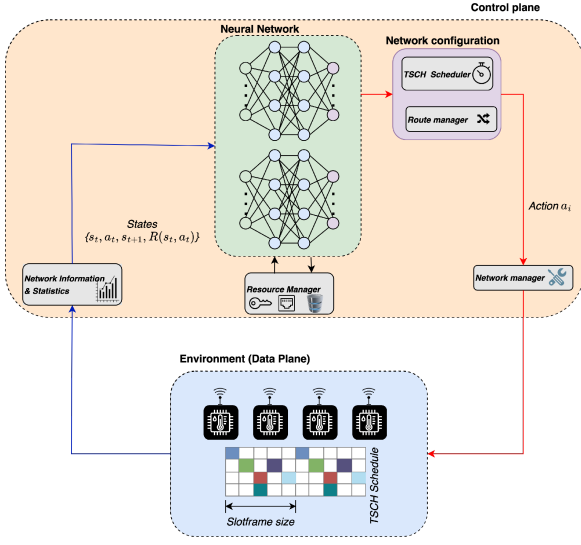 Control plane
Neural Network
Network configuration
TSCH Scheduler
Route manager
States
{s_t, a_t, s_{t+1}, R(s_t, a_t)}
Action a_i
Network Information
& Statistics
Resource Manager
Network manager
Environment (Data Plane)
TSCH Schedule
Slotframe size